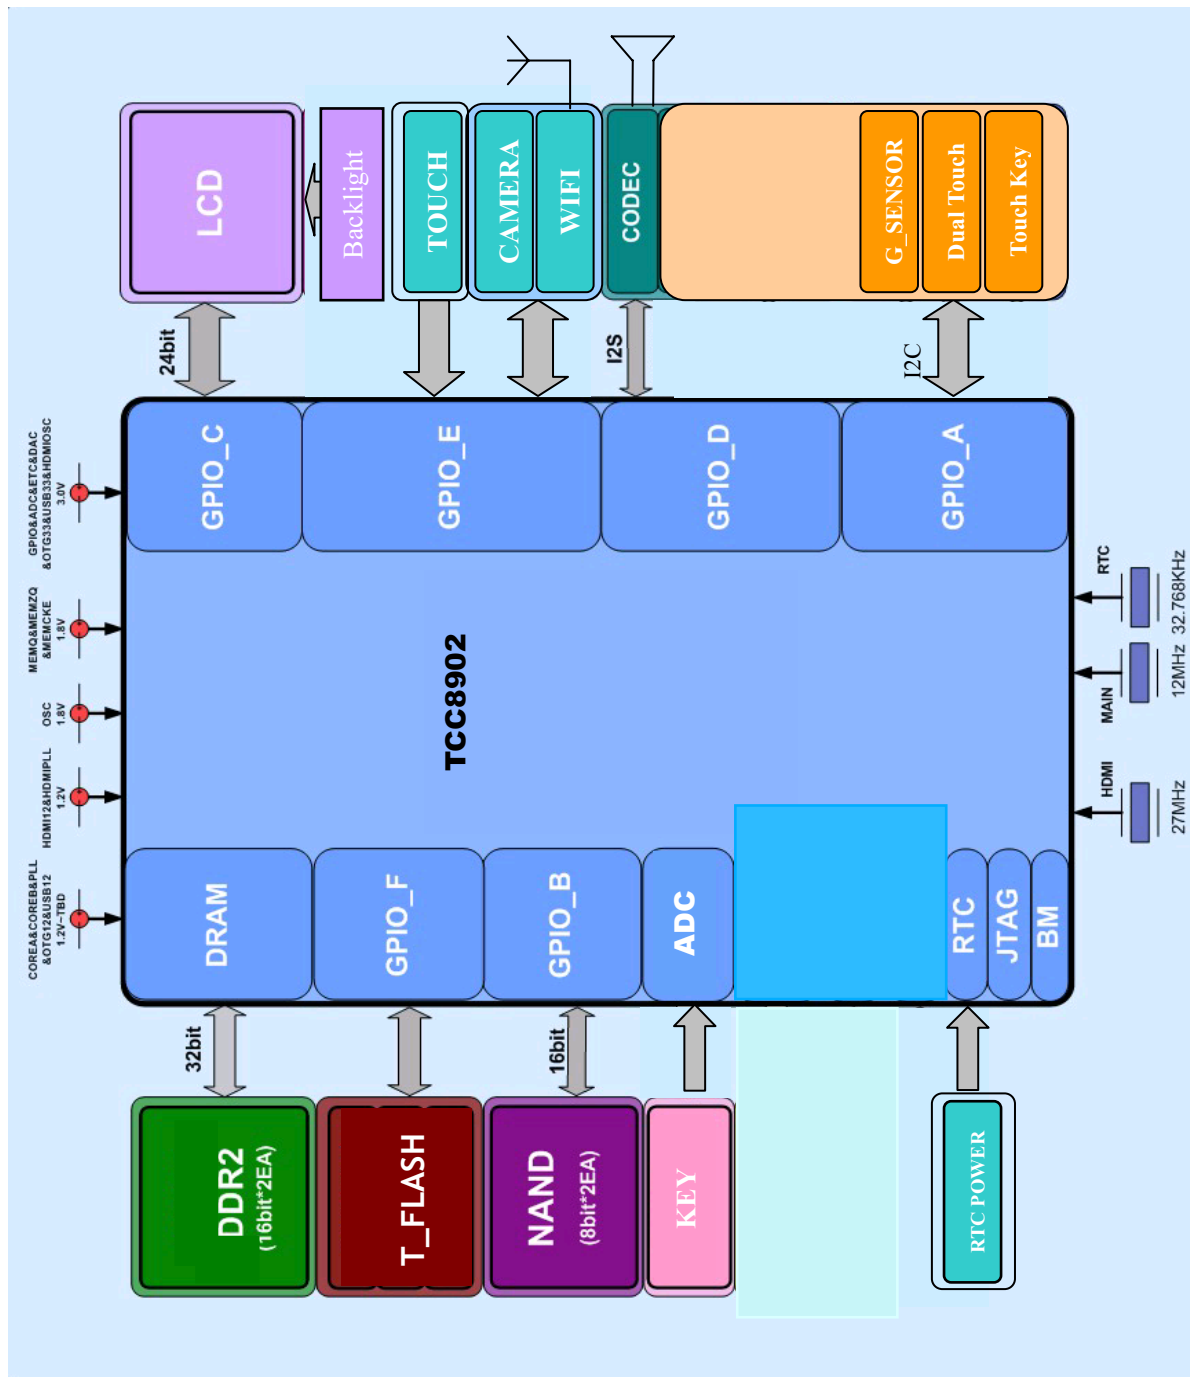 LCD
Backlight
TOUCH
CAMERA
WIFI
CODEC
G_SENSOR
Dual Touch
Touch Key
24bit
I2S
I2C
GPIO&ADC&ETC&DAC
&OTG33&USB33&HDMIOSC
3.0V
MEMQ&MEMZQ
&MEMCKE
1.8V
OSC
1.8V
HDMI12&HDMIPLL
1.2V
COREA&COREB&PLL
&OTG12&USB12
1.2V~TBD
GPIO_C
GPIO_E
GPIO_D
GPIO_A
TCC8902
RTC
32.768KHz
MAIN
12MHz
HDMI
27MHz
DRAM
GPIO_F
GPIO_B
ADC
RTC
JTAG
BM
32bit
16bit
DDR2
(16bit*2EA)
T_FLASH
NAND
(8bit*2EA)
KEY
RTC POWER